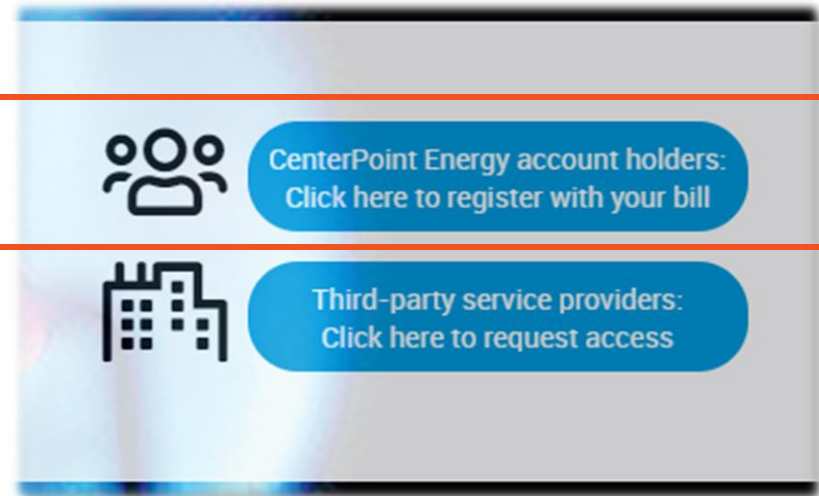 CenterPoint Energy account holders:
Click here to register with your bill
Third-party service providers:
Click here to request access